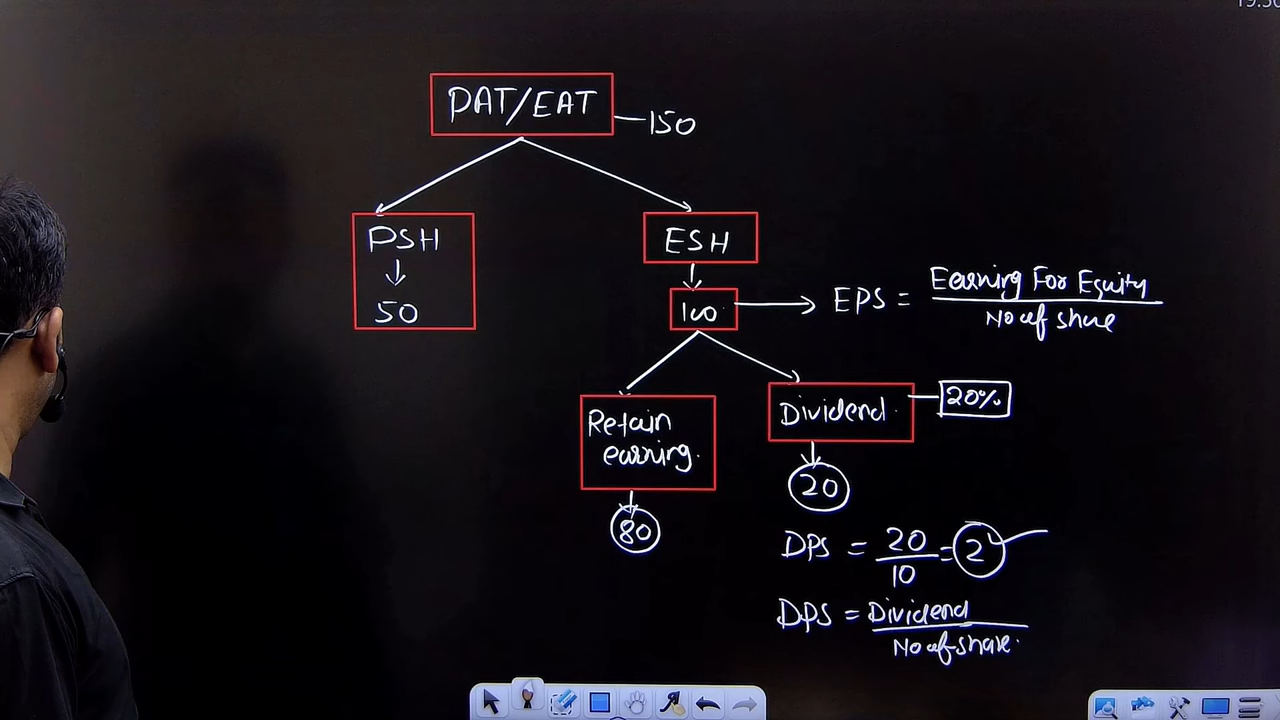 PAT/EAT
150
PSH
50
ESH
100
EPS = Earning For Equity
No of share
Retain
earning.
80
Dividend.
20%
20
DPS = 20/10 = 2
DPS = Dividend
No of share.